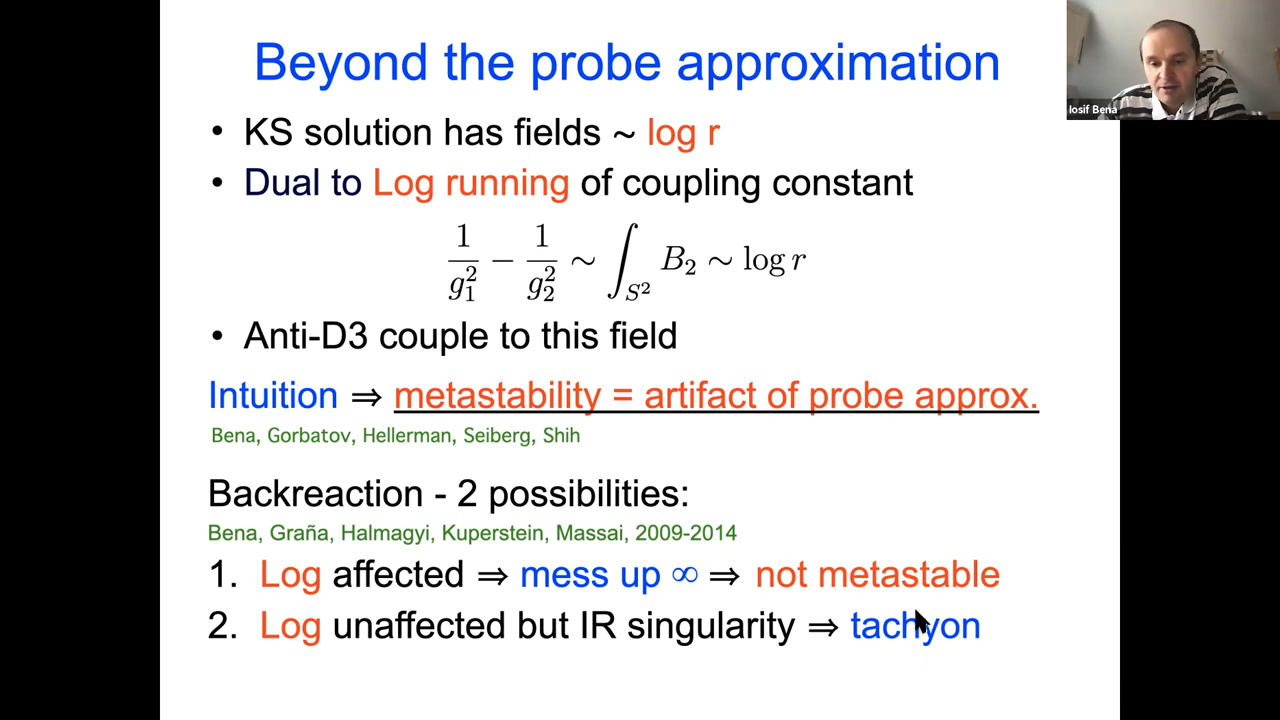 Beyond the probe approximation
Iosif Bena
• KS solution has fields ~ log r
• Dual to Log running of coupling constant
1/g₁² − 1/g₂² ∼ ∫_{S²} B₂ ∼ log r
• Anti-D3 couple to this field
Intuition ⇒ metastability = artifact of probe approx.
Bena, Gorbatov, Hellerman, Seiberg, Shih
Backreaction - 2 possibilities:
Bena, Graña, Halmagyi, Kuperstein, Massai, 2009-2014
1. Log affected ⇒ mess up ∞ ⇒ not metastable
2. Log unaffected but IR singularity ⇒ tachyon